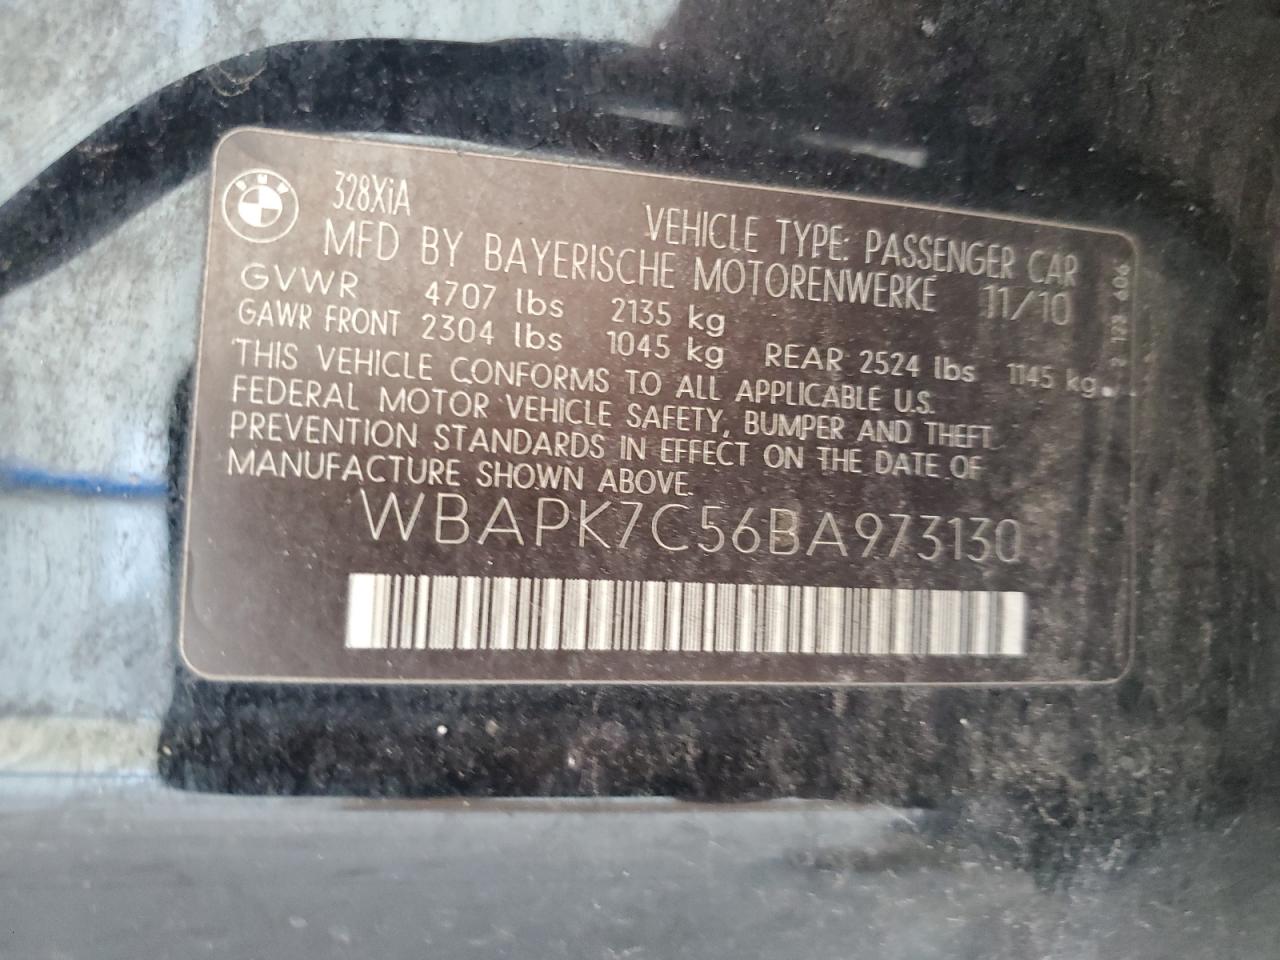 BMW
328XiA
VEHICLE TYPE: PASSENGER CAR
MFD BY BAYERISCHE MOTORENWERKE 11/10
GVWR 4707 lbs 2135 kg
GAWR FRONT 2304 lbs 1045 kg REAR 2524 lbs 1145 kg.
THIS VEHICLE CONFORMS TO ALL APPLICABLE U.S.
FEDERAL MOTOR VEHICLE SAFETY, BUMPER AND THEFT
PREVENTION STANDARDS IN EFFECT ON THE DATE OF
MANUFACTURE SHOWN ABOVE.
WBAPK7C56BA973130